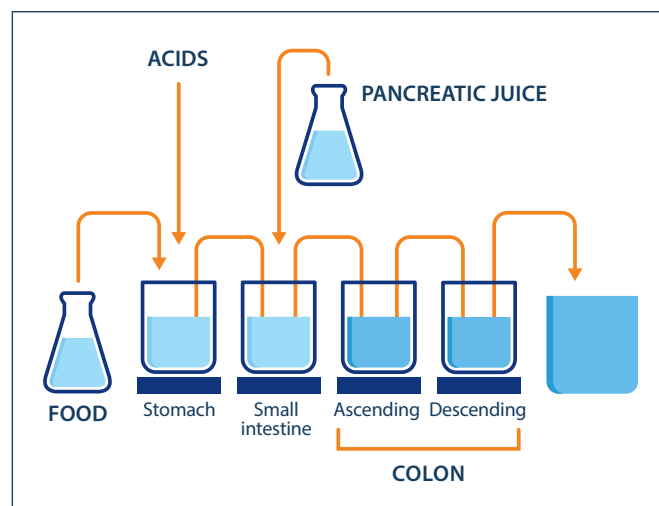 ACIDS
PANCREATIC JUICE
FOOD
Stomach
Small
intestine
Ascending
Descending
COLON